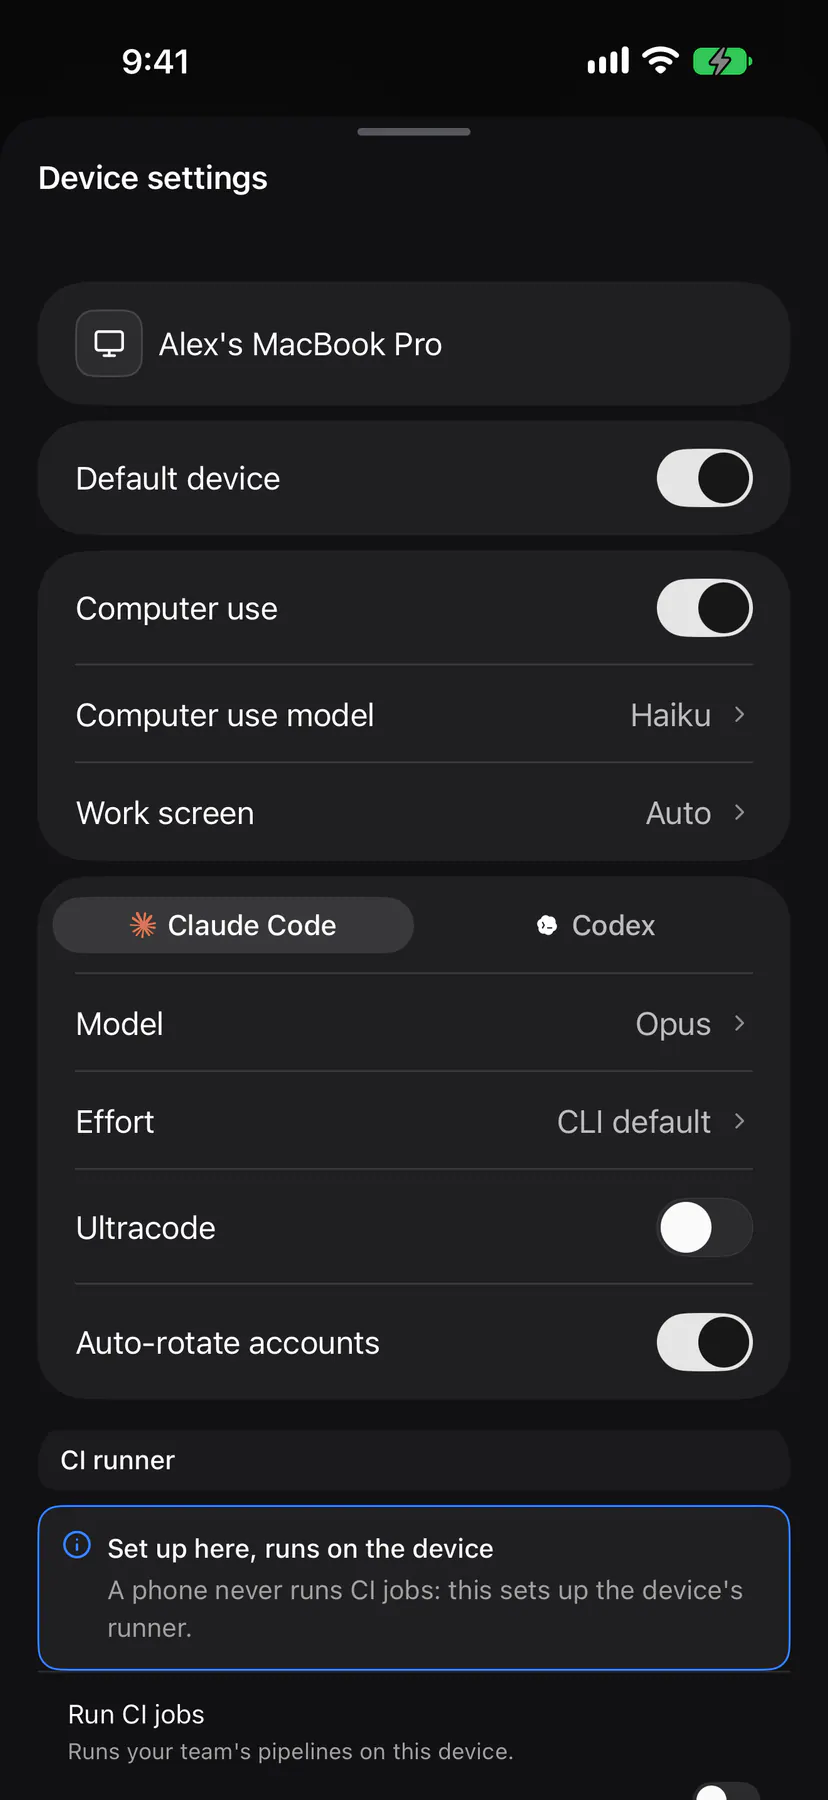 9:41
Device settings
Alex's MacBook Pro
Default device
Computer use
Computer use model Haiku
Work screen Auto
Claude Code Codex
Model Opus
Effort CLI default
Ultracode
Auto-rotate accounts
CI runner
Set up here, runs on the device
A phone never runs CI jobs: this sets up the device's
runner.
Run CI jobs
Runs your team's pipelines on this device.